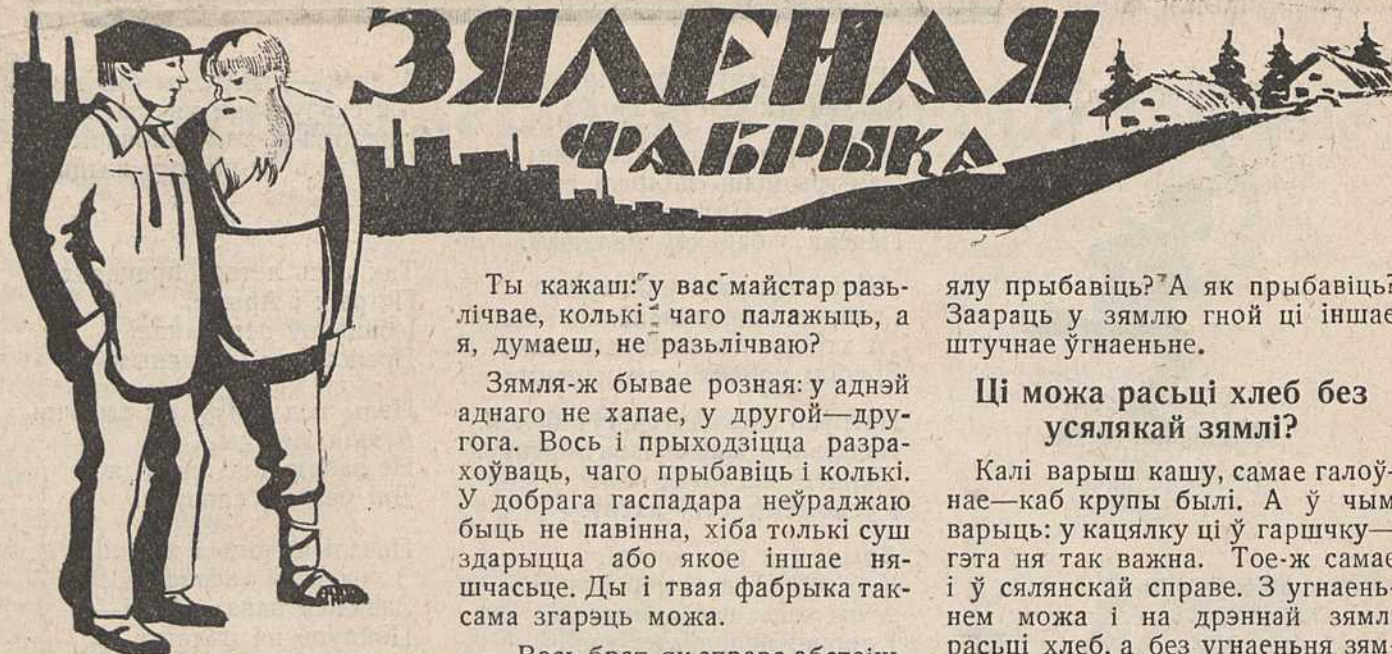 ЗЯЛЕНАЯ
ФАБРЫКА
Ты кажаш: у вас майстар разь-
лічвае, колькі чаго палажыць, а
я, думаеш, не разьлічваю?
Зямля-ж бывае розная: у аднэй
аднаго не хапае, у другой—дру-
гога. Вось і прыходзіцца разра-
хоўваць, чаго прыбавіць і колькі.
У добрага гаспадара неўраджаю
быць не павінна, хіба толькі суш
здарыцца або якое іншае ня-
шчасьце. Ды і твая фабрыка так-
сама згарэць можа.
ялу прыбавіць? А як прыбавіць?
Заараць у зямлю гной ці іншае
штучнае ўгнаеньне.
Ці можа расьці хлеб без
усялякай зямлі?
Калі варыш кашу, самае галоў-
нае—каб крупы былі. А ў чым
варыць: у кацялку ці ў гаршчку—
гэта ня так важна. Тое-ж самае
і ў сялянскай справе. З угнаень-
нем можа і на дрэннай зямл
расьці хлеб, а без угнаеньня зям